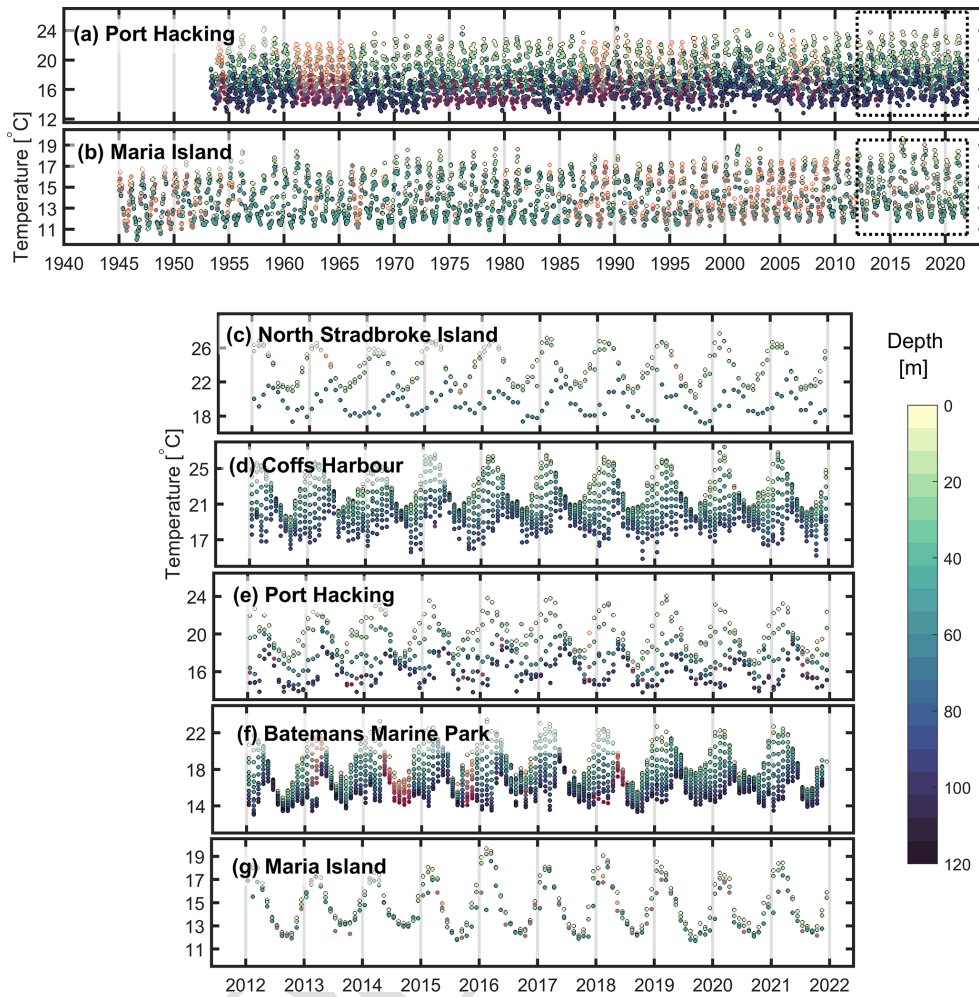 (a) Port Hacking
24
20
16
12
(b) Maria Island
19
17
15
13
11
Temperature [°C]
1940 1945 1950 1955 1960 1965 1970 1975 1980 1985 1990 1995 2000 2005 2010 2015 2020
(c) North Stradbroke Island
26
22
18
(d) Coffs Harbour
25
21
17
Temperature [°C]
(e) Port Hacking
24
20
16
(f) Batemans Marine Park
22
18
14
(g) Maria Island
19
17
15
13
11
2012 2013 2014 2015 2016 2017 2018 2019 2020 2021 2022
Depth
[m]
0
20
40
60
80
100
120